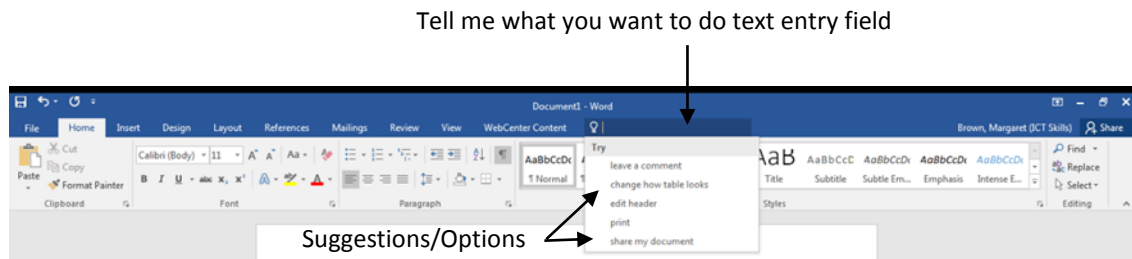 Tell me what you want to do text entry field
Document1 - Word
File Home Insert Design Layout References Mailings Review View WebCenter Content Brown, Margaret (ICT Skills) Share
Try
leave a comment
change how table looks
edit header
print
share my document
Paste
Cut
Copy
Format Painter
Clipboard
Calibri (Body) 11 A A Aa
B I U abc x, x² A A
Font
Paragraph
AaBbCcDc AaB AaBbCcC AaBbCcDc AaBbCcDc AaBbCcDc
¶ Normal 1 Title Subtitle Subtle Em... Emphasis Intense E...
Styles
Find
Replace
Select
Editing
Suggestions/Options